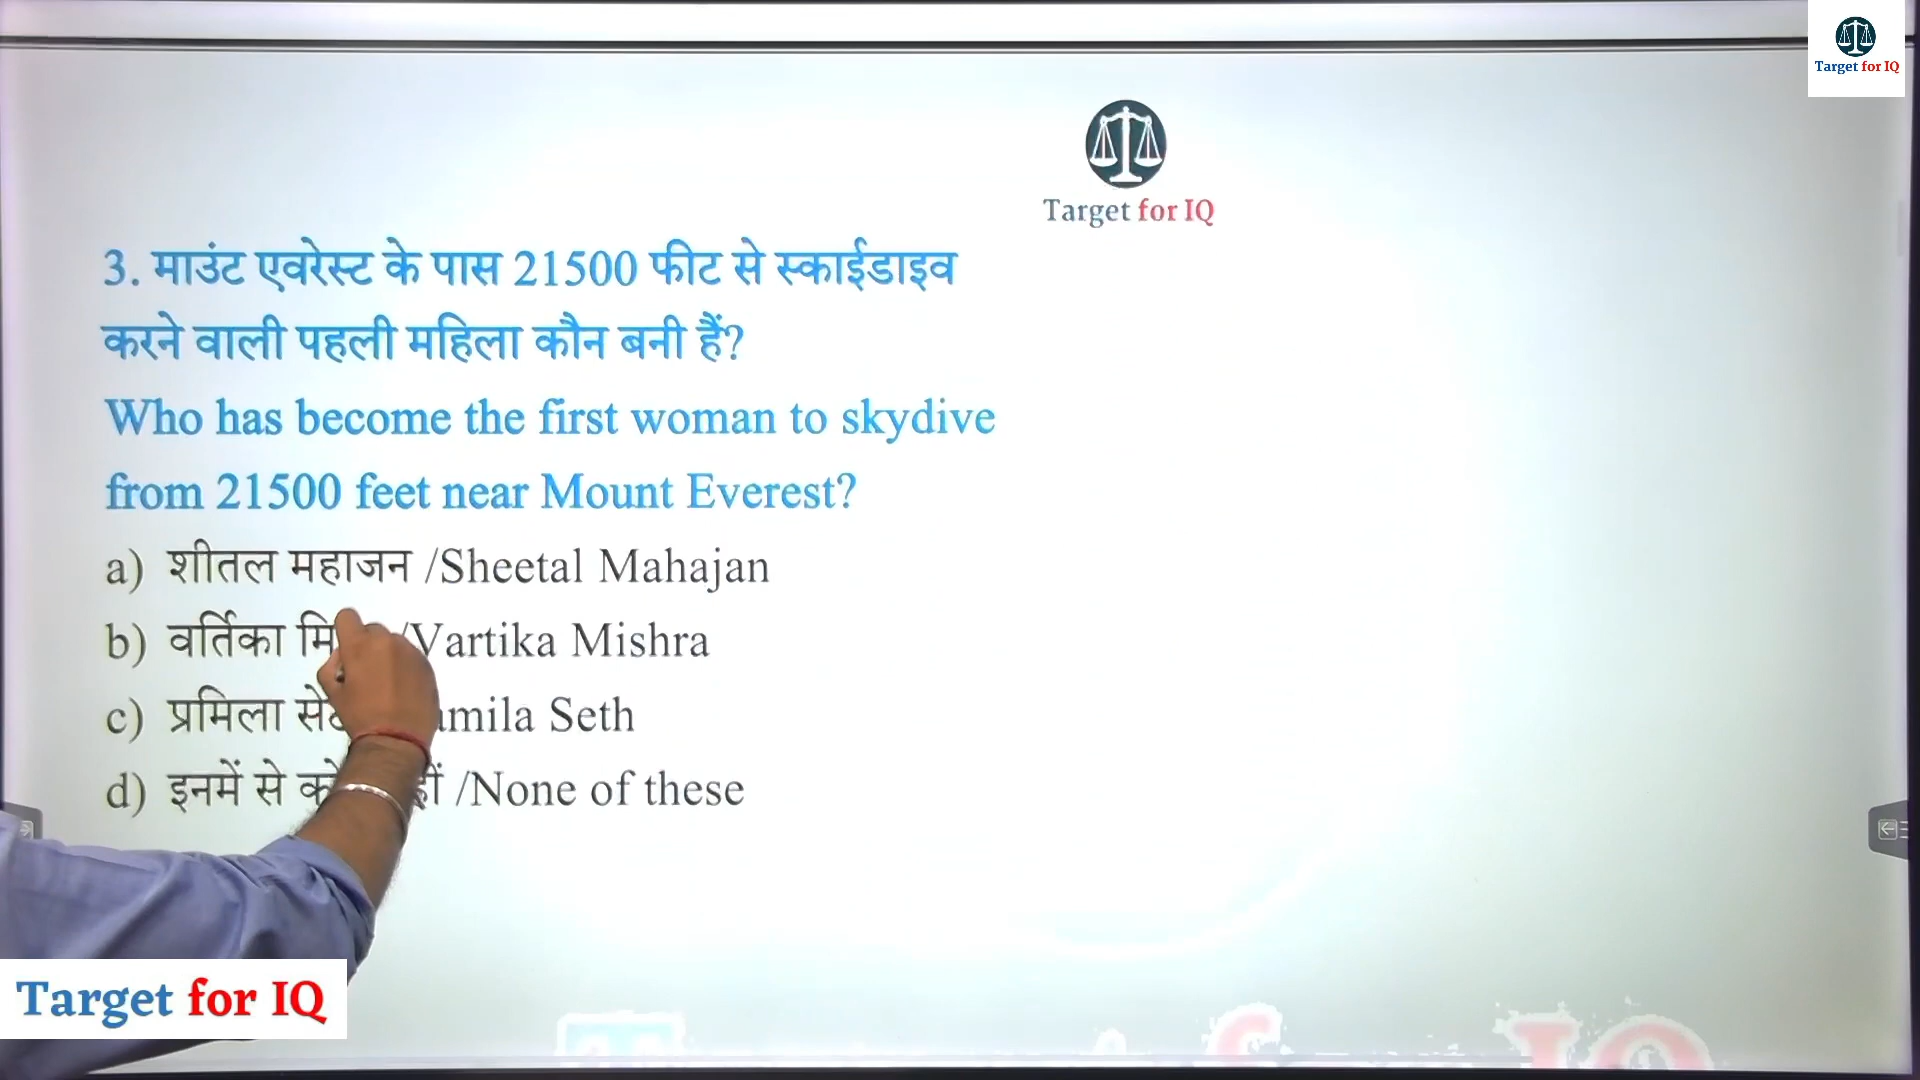 Target for IQ
Target for IQ
3. माउंट एवरेस्ट के पास 21500 फीट से स्काईडाइव
करने वाली पहली महिला कौन बनी हैं?
Who has become the first woman to skydive
from 21500 feet near Mount Everest?
a) शीतल महाजन /Sheetal Mahajan
b) वर्तिका /Vartika Mishra
c) प्रमिला Seth
d) इनमें से /None of these
Target for IQ